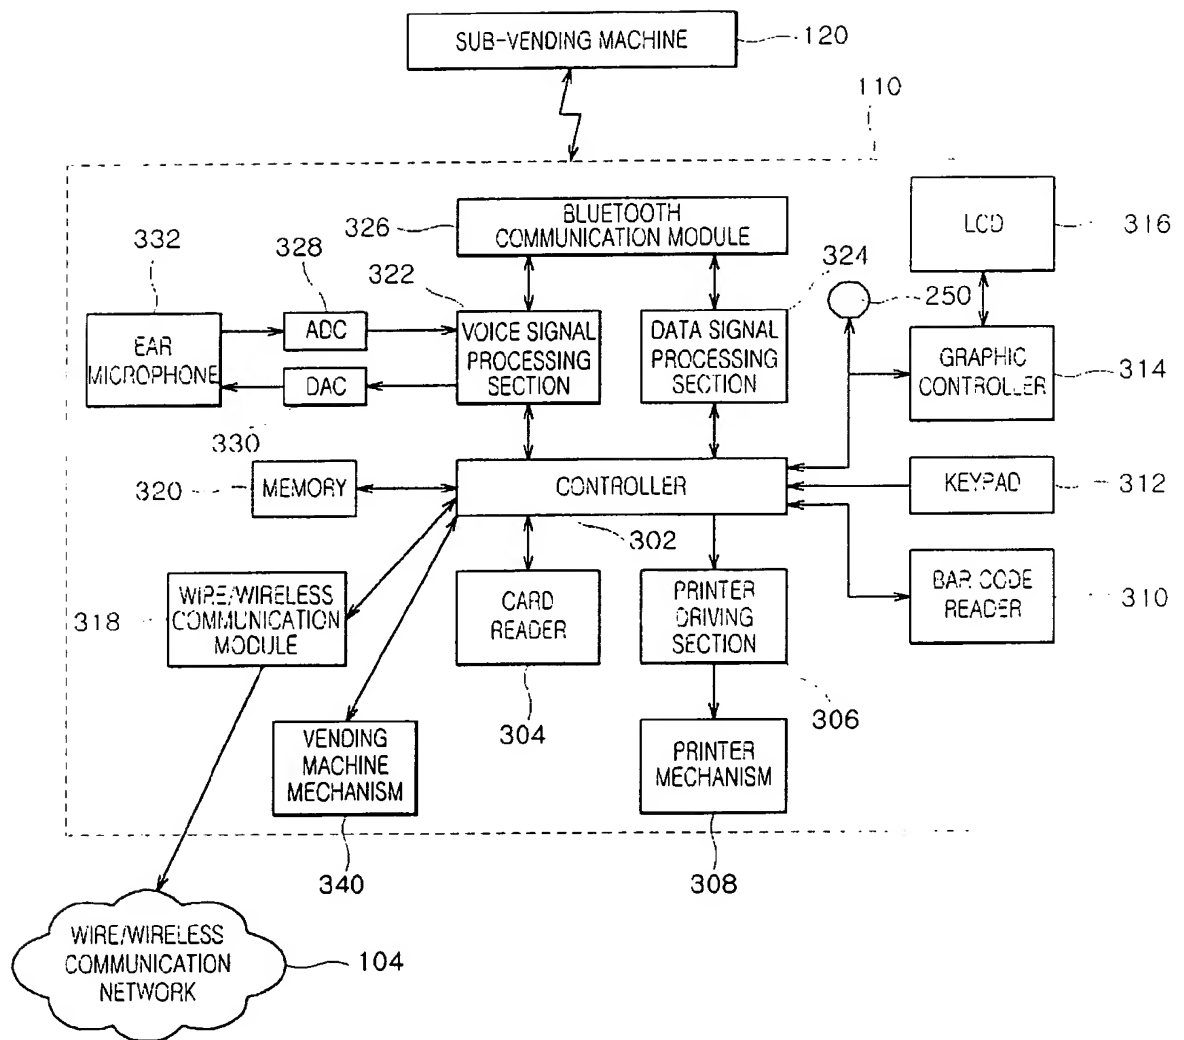 SUB-VENDING MACHINE
120
110
BLUETOOTH
COMMUNICATION MODULE
326
LCD
316
332
328
322
324
250
EAR
MICROPHONE
ADC
DAC
330
VOICE SIGNAL
PROCESSING
SECTION
DATA SIGNAL
PROCESSING
SECTION
GRAPHIC
CONTROLLER
314
320
MEMORY
CONTROLLER
302
KEYPAD
312
318
WIRE/WIRELESS
COMMUNICATION
MODULE
CARD
READER
304
PRINTER
DRIVING
SECTION
306
BAR CODE
READER
310
VENDING
MACHINE
MECHANISM
340
PRINTER
MECHANISM
308
WIRE/WIRELESS
COMMUNICATION
NETWORK
104